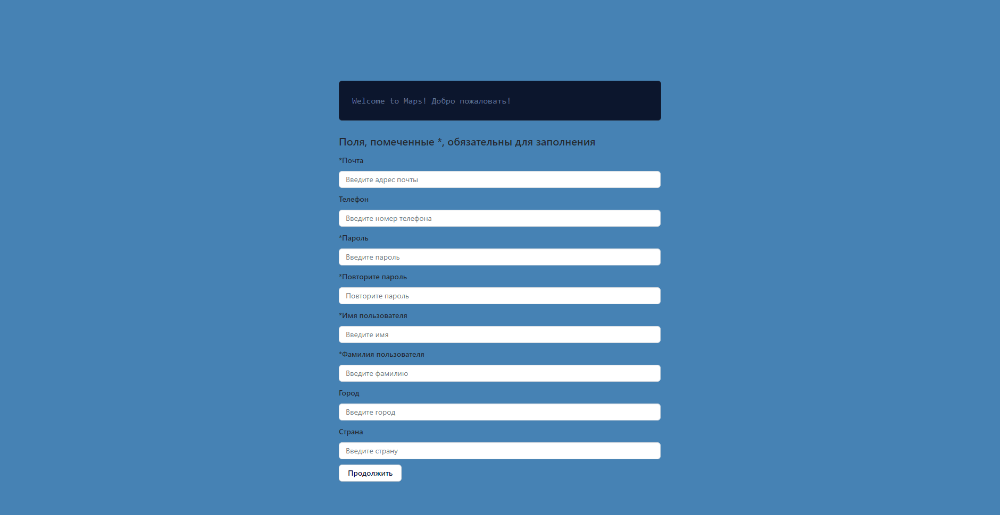 Welcome to Maps! Добро пожаловать!
Поля, помеченные *, обязательны для заполнения
*Почта
Введите адрес почты
Телефон
Введите номер телефона
*Пароль
Введите пароль
*Повторите пароль
Повторите пароль
*Имя пользователя
Введите имя
*Фамилия пользователя
Введите фамилию
Город
Введите город
Страна
Введите страну
Продолжить